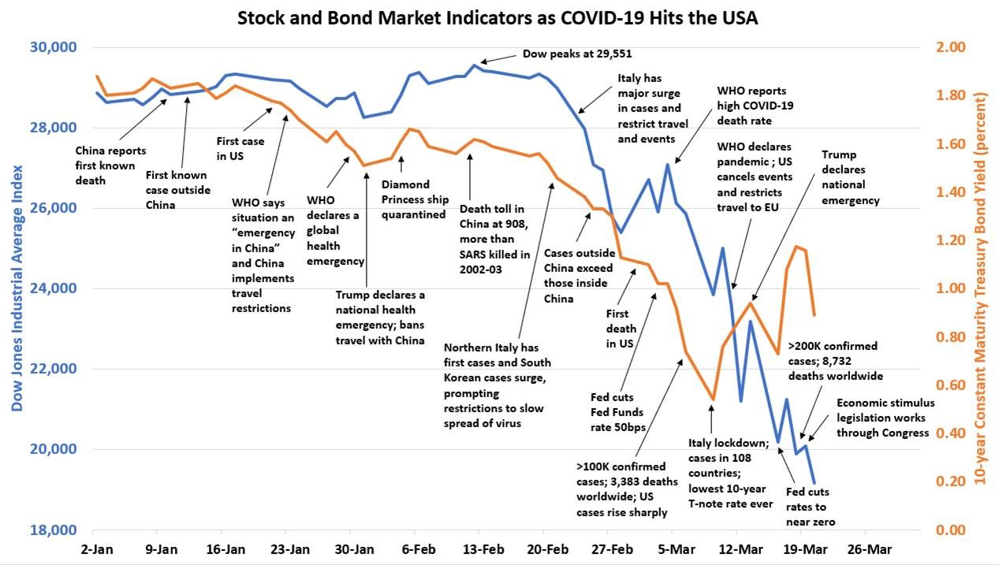 Stock and Bond Market Indicators as COVID-19 Hits the USA
30,000
28,000
26,000
24,000
22,000
20,000
18,000
Dow Jones Industrial Average Index
2.00
1.80
1.60
1.40
1.20
1.00
0.80
0.60
0.40
0.20
0.00
10-year Constant Maturity Treasury Bond Yield (percent)
2-Jan
9-Jan
16-Jan
23-Jan
30-Jan
6-Feb
13-Feb
20-Feb
27-Feb
5-Mar
12-Mar
19-Mar
26-Mar
China reports
first known
death
First known
case outside
China
First case
in US
WHO says
situation an
“emergency
in China”
and China
implements
travel
restrictions
WHO
declares a
global
health
emergency
Trump declares a
national health
emergency; bans
travel with China
Diamond
Princess ship
quarantined
Death toll in
China at 908,
more than
SARS killed in
2002-03
Dow peaks at 29,551
Northern Italy has
first cases and South
Korean cases surge,
prompting
restrictions to slow
spread of virus
Italy has
major surge
in cases and
restrict travel
and events
Cases outside
China exceed
those inside
China
First
death
in US
Fed cuts
Fed Funds
rate 50bps
WHO reports
high COVID-19
death rate
>100K confirmed
cases; 3,383 deaths
worldwide; US
cases rise sharply
Italy lockdown;
cases in 108
countries;
lowest 10-year
T-note rate ever
WHO declares
pandemic ; US
cancels events
and restricts
travel to EU
Trump
declares
national
emergency
Fed cuts
rates to
near zero
>200K confirmed
cases; 8,732
deaths worldwide
Economic stimulus
legislation works
through Congress